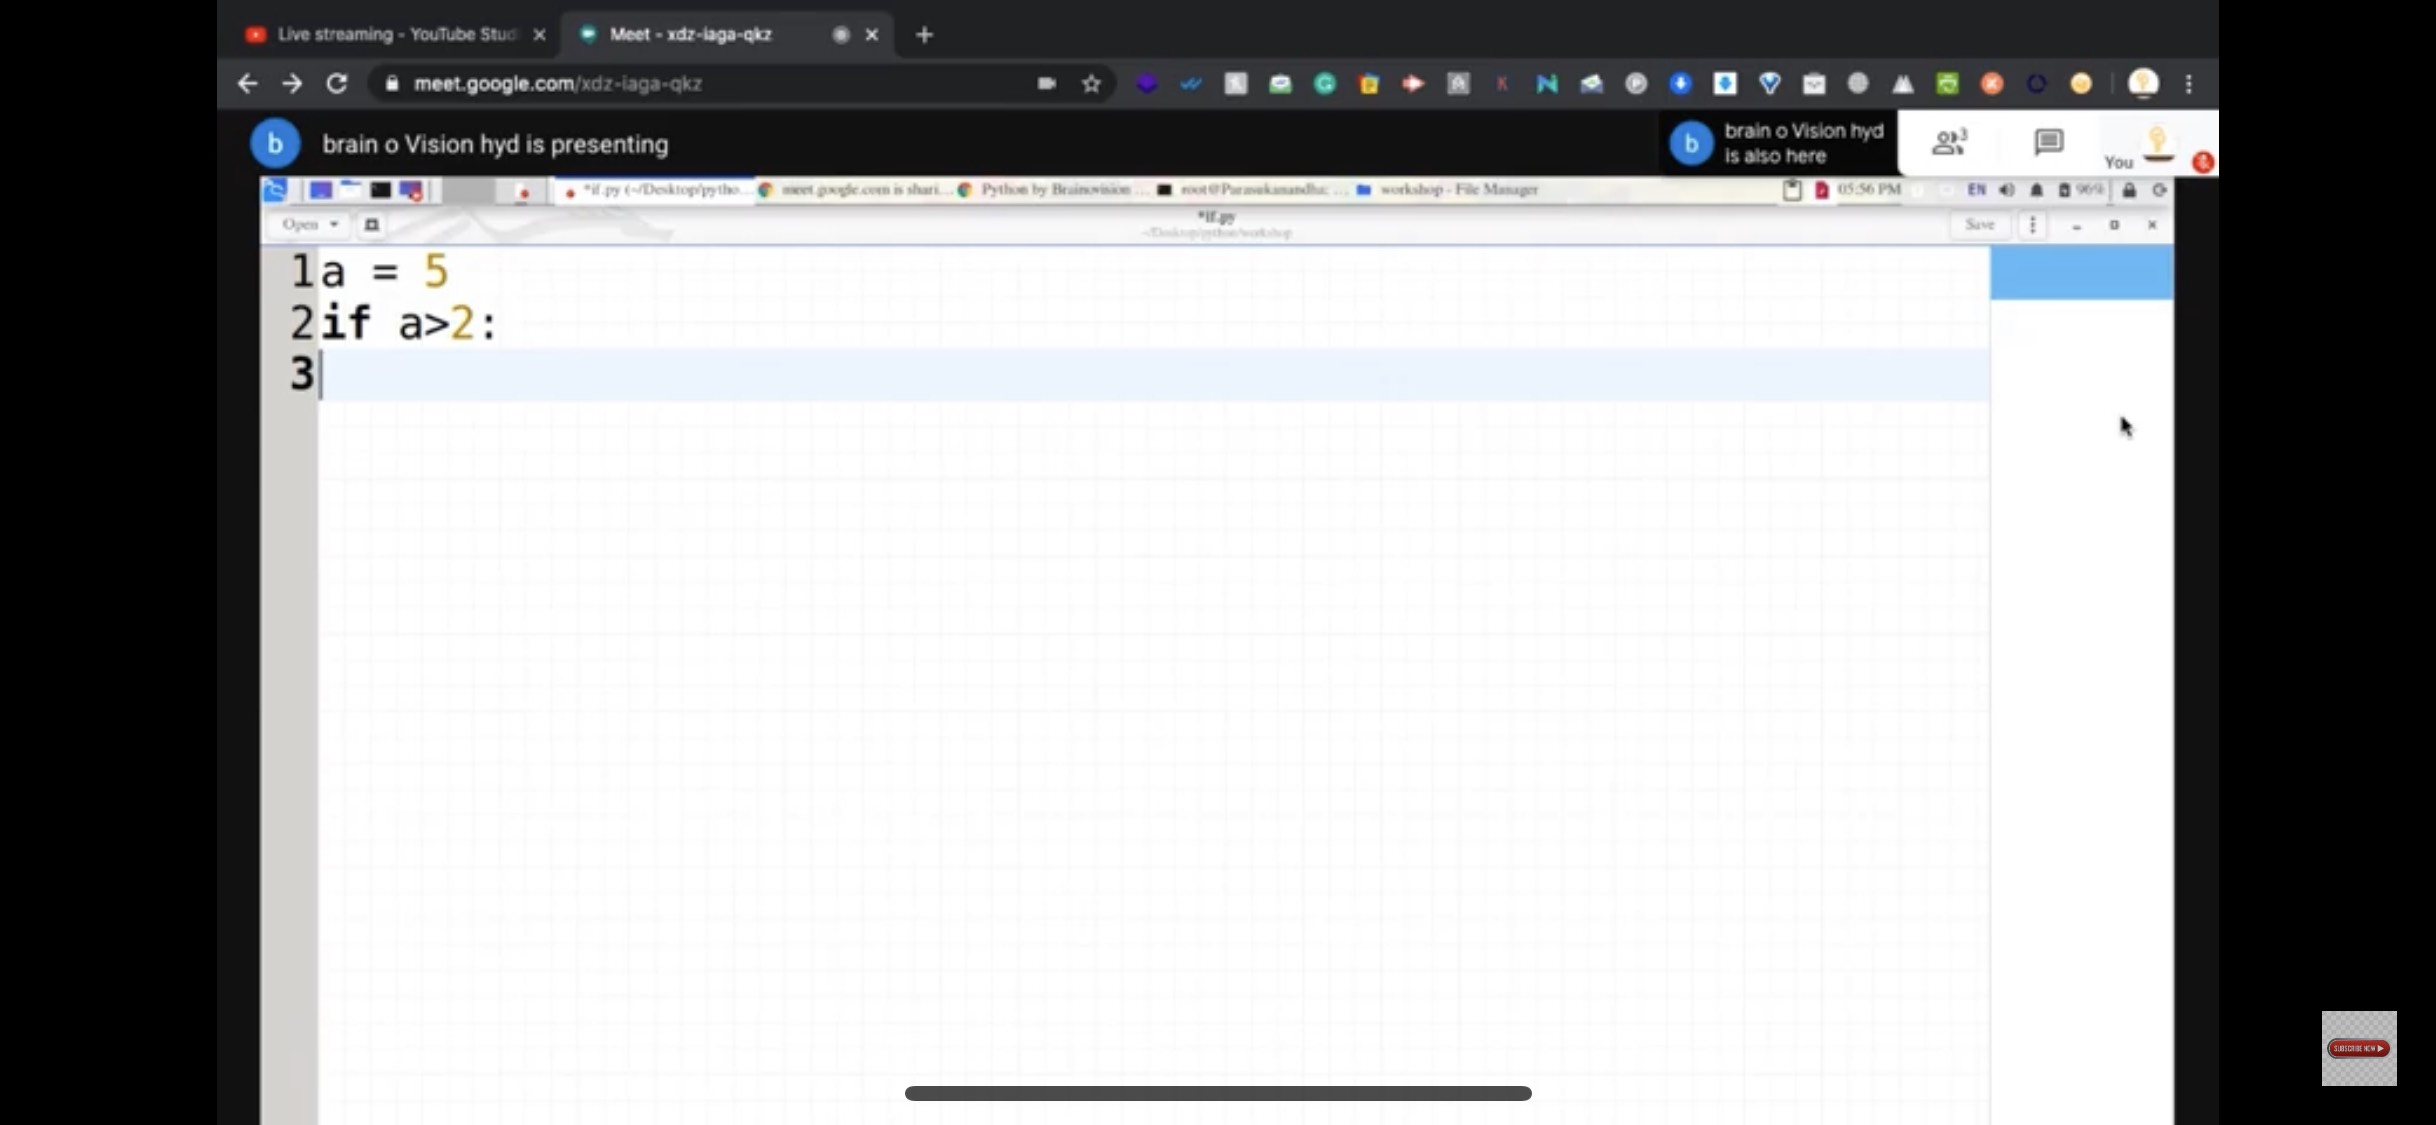 Live streaming - YouTube Stud
Meet - xdz-iaga-qkz
meet.google.com/xdz-iaga-qkz
b brain o Vision hyd is presenting
b brain o Vision hyd
is also here
3
You
*if.py (~/Desktop/pytho...
meet.google.com is shari...
Python by Brainovision ...
root@Parasukanandha: ...
workshop - File Manager
05:56 PM
EN
96%
Open
*if.py
~/Desktop/python/workshop
Save
1 a = 5
2 if a>2:
3
SUBSCRIBE NOW